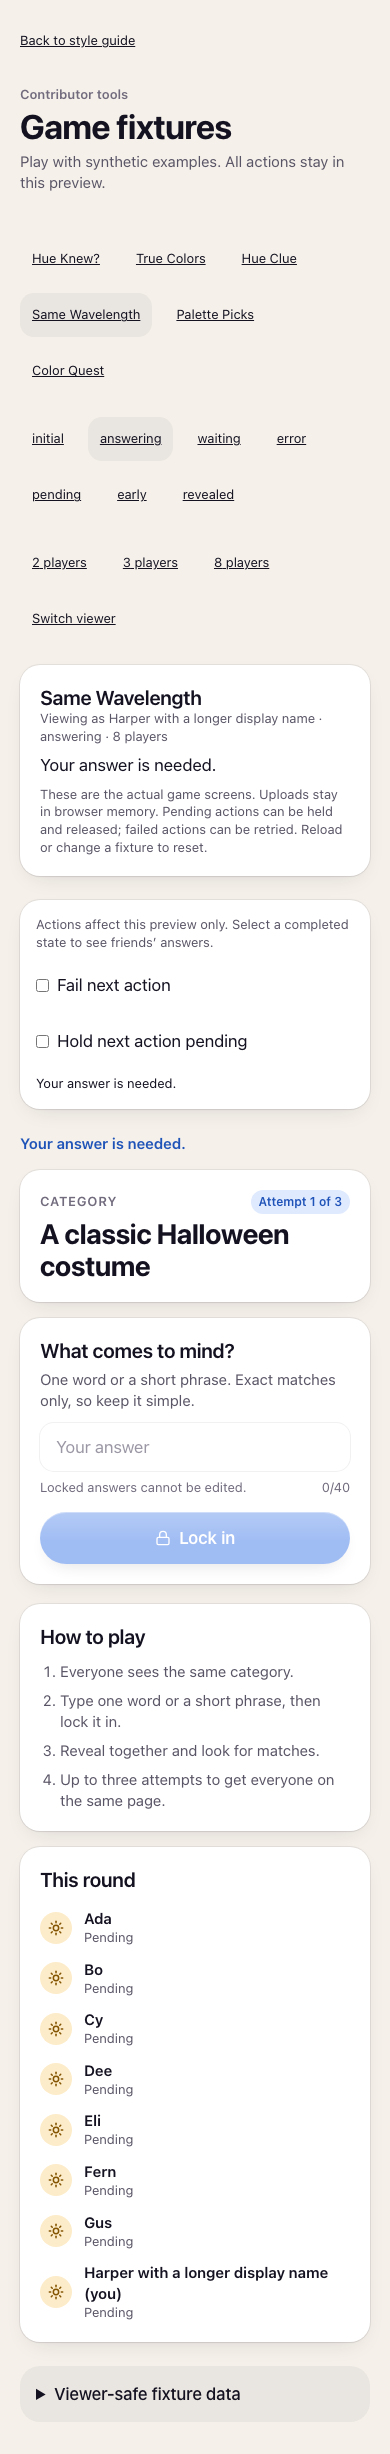 Back to style guide
Contributor tools
Game fixtures
Play with synthetic examples. All actions stay in
this preview.
Hue Knew? True Colors Hue Clue
Same Wavelength Palette Picks
Color Quest
initial answering waiting error
pending early revealed
2 players 3 players 8 players
Switch viewer
Same Wavelength
Viewing as Harper with a longer display name ·
answering · 8 players
Your answer is needed.
These are the actual game screens. Uploads stay
in browser memory. Pending actions can be held
and released; failed actions can be retried. Reload
or change a fixture to reset.
Actions affect this preview only. Select a completed
state to see friends’ answers.
Fail next action
Hold next action pending
Your answer is needed.
Your answer is needed.
CATEGORY Attempt 1 of 3
A classic Halloween
costume
What comes to mind?
One word or a short phrase. Exact matches
only, so keep it simple.
Your answer
Locked answers cannot be edited. 0/40
Lock in
How to play
1. Everyone sees the same category.
2. Type one word or a short phrase, then
lock it in.
3. Reveal together and look for matches.
4. Up to three attempts to get everyone on
the same page.
This round
Ada
Pending
Bo
Pending
Cy
Pending
Dee
Pending
Eli
Pending
Fern
Pending
Gus
Pending
Harper with a longer display name
(you)
Pending
Viewer-safe fixture data